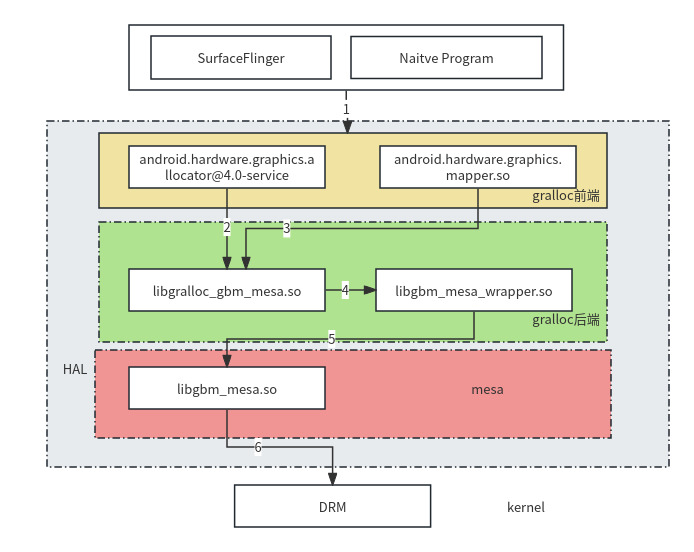 SurfaceFlinger
Naitve Program
1
android.hardware.graphics.a
llocator@4.0-service
android.hardware.graphics.
mapper.so
gralloc前端
2
3
libgralloc_gbm_mesa.so
4
libgbm_mesa_wrapper.so
gralloc后端
5
HAL
libgbm_mesa.so
mesa
6
DRM
kernel